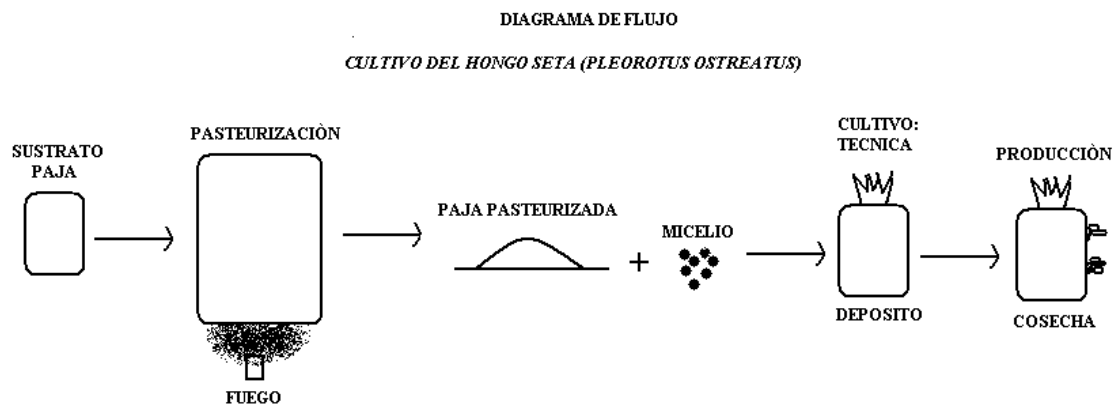 DIAGRAMA DE FLUJO
CULTIVO DEL HONGO SETA (PLEOROTUS OSTREATUS)
SUSTRATO
PAJA
PASTEURIZACIÒN
FUEGO
PAJA PASTEURIZADA
+
MICELIO
CULTIVO:
TECNICA
DEPOSITO
PRODUCCIÒN
COSECHA